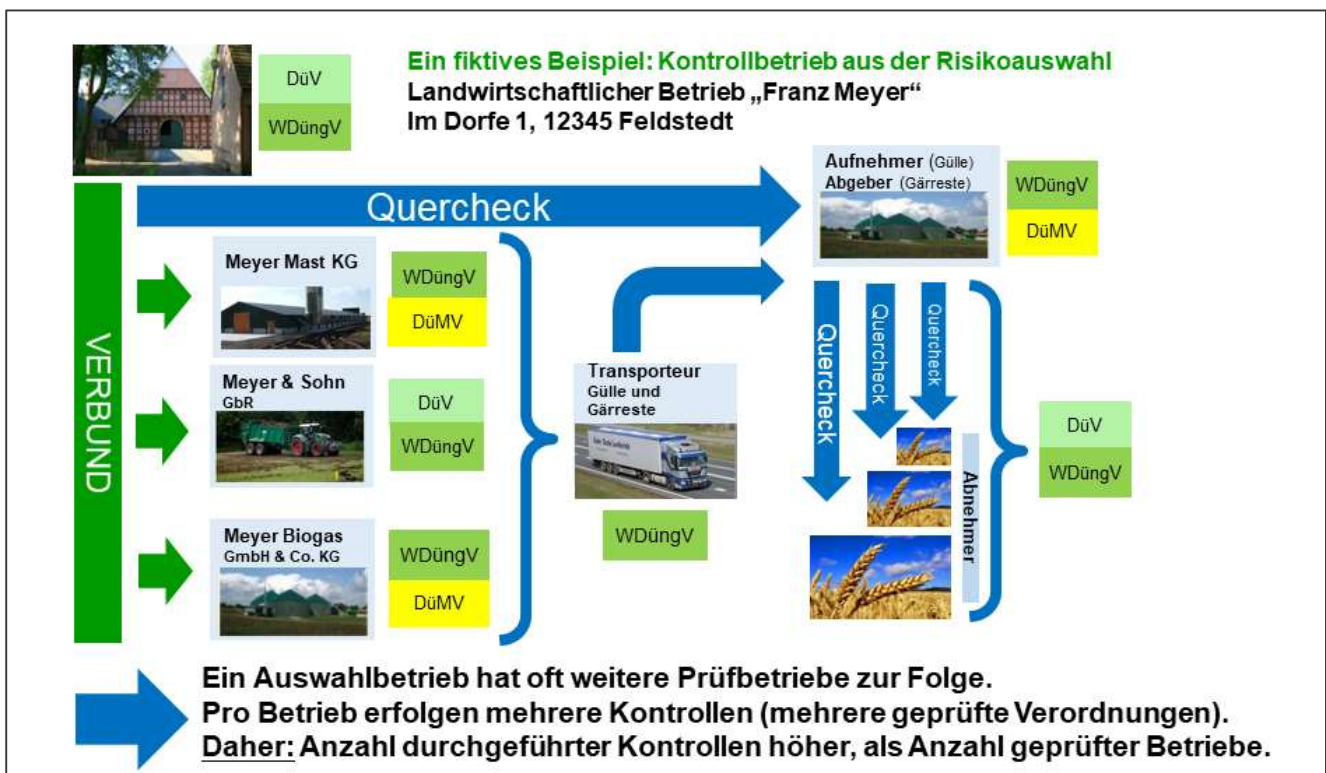 Ein fiktives Beispiel: Kontrollbetrieb aus der Risikoauswahl
Landwirtschaftlicher Betrieb „Franz Meyer“
Im Dorfe 1, 12345 Feldstedt
DüV
WDüngV
VERBUND
Quercheck
Aufnehmer (Gülle)
Abgeber (Gärreste)
WDüngV
DüMV
Meyer Mast KG
WDüngV
DüMV
Meyer & Sohn
GbR
DüV
WDüngV
Meyer Biogas
GmbH & Co. KG
WDüngV
DüMV
Transporteur
Gülle und
Gärreste
WDüngV
Quercheck
Quercheck
Quercheck
Abnehmer
DüV
WDüngV
Ein Auswahlbetrieb hat oft weitere Prüfbetriebe zur Folge.
Pro Betrieb erfolgen mehrere Kontrollen (mehrere geprüfte Verordnungen).
Daher: Anzahl durchgeführter Kontrollen höher, als Anzahl geprüfter Betriebe.